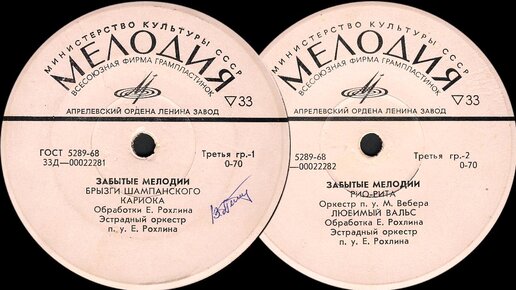 МИНИСТЕРСТВО КУЛЬТУРЫ СССР
МЕЛОДИЯ
ВСЕСОЮЗНАЯ ФИРМА ГРАМПЛАСТИНОК
▽33
АПРЕЛЕВСКИЙ ОРДЕНА ЛЕНИНА ЗАВОД
ГОСТ 5289-68
33Д—00022281
Третья гр.-1
0-70
ЗАБЫТЫЕ МЕЛОДИИ
БРЫЗГИ ШАМПАНСКОГО
КАРИОКА
Обработки Е. Рохлина
Эстрадный оркестр
п. у. Е. Рохлина
МИНИСТЕРСТВО КУЛЬТУРЫ СССР
МЕЛОДИЯ
ВСЕСОЮЗНАЯ ФИРМА ГРАМПЛАСТИНОК
▽33
АПРЕЛЕВСКИЙ ОРДЕНА ЛЕНИНА ЗАВОД
5289-68
00022282
Третья гр.-2
0-70
ЗАБЫТЫЕ МЕЛОДИИ
РИО-РИТА
Оркестр п. у. М. Вебера
ЛЮБИМЫЙ ВАЛЬС
Обработка Е. Рохлина
Эстрадный оркестр
п. у. Е. Рохлина